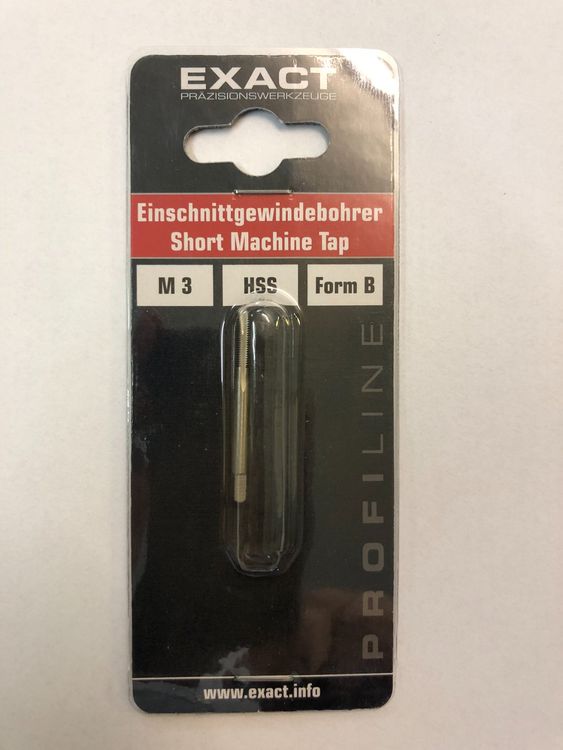 EXACT
PRÄZISIONSWERKZEUGE
Einschnittgewindebohrer
Short Machine Tap
M 3 HSS Form B
PROFILINE
www.exact.info